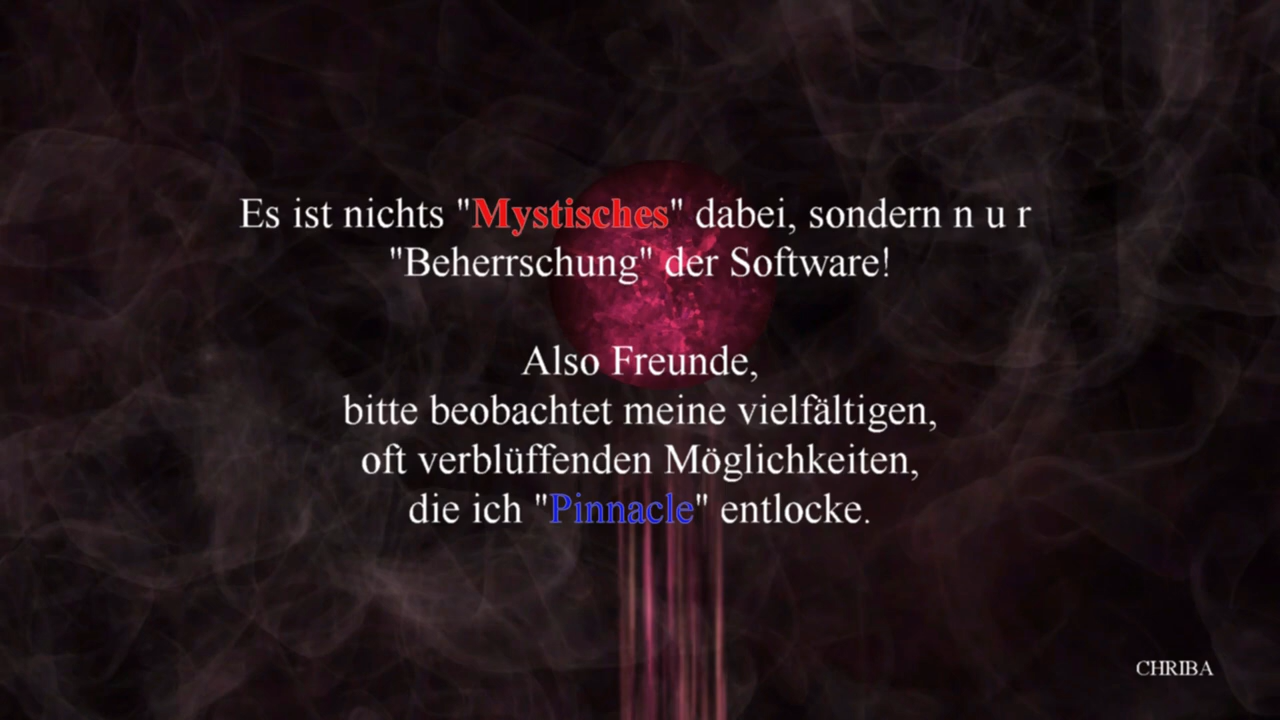 Es ist nichts "Mystisches" dabei, sondern n u r
"Beherrschung" der Software!
Also Freunde,
bitte beobachtet meine vielfältigen,
oft verblüffenden Möglichkeiten,
die ich "Pinnacle" entlocke.
CHRIBA